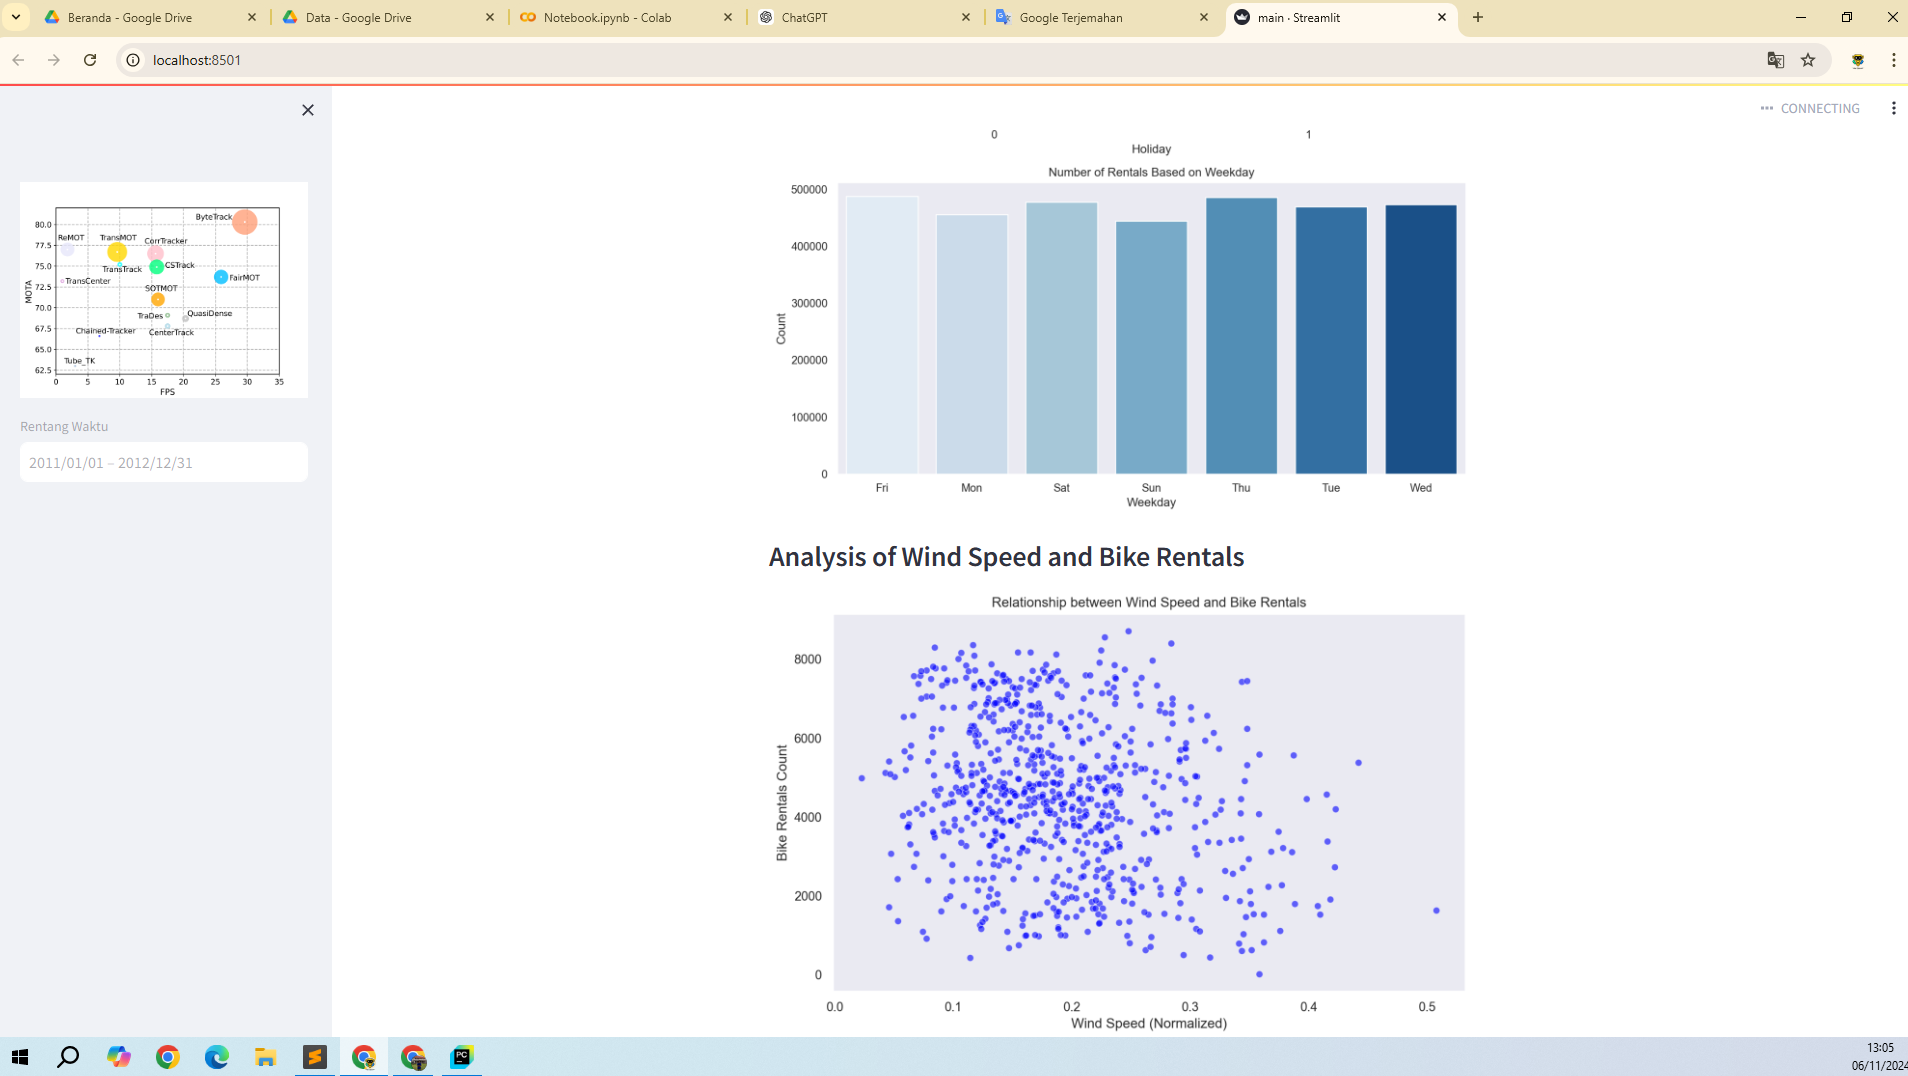 Beranda - Google Drive
Data - Google Drive
Notebook.ipynb - Colab
ChatGPT
Google Terjemahan
main · Streamlit
localhost:8501
CONNECTING
ByteTrack
ReMOT
TransMOT
CorrTracker
TransTrack
CSTrack
TransCenter
FairMOT
SOTMOT
TraDes
QuasiDense
Chained-Tracker
CenterTrack
Tube_TK
80.0
77.5
75.0
72.5
70.0
67.5
65.0
62.5
MOTA
0 5 10 15 20 25 30 35
FPS
Rentang Waktu
2011/01/01 – 2012/12/31
0 1
Holiday
Number of Rentals Based on Weekday
500000
400000
300000
200000
100000
0
Count
Fri Mon Sat Sun Thu Tue Wed
Weekday
Analysis of Wind Speed and Bike Rentals
Relationship between Wind Speed and Bike Rentals
8000
6000
4000
2000
0
Bike Rentals Count
0.0 0.1 0.2 0.3 0.4 0.5
Wind Speed (Normalized)
PC
13:05
06/11/2024